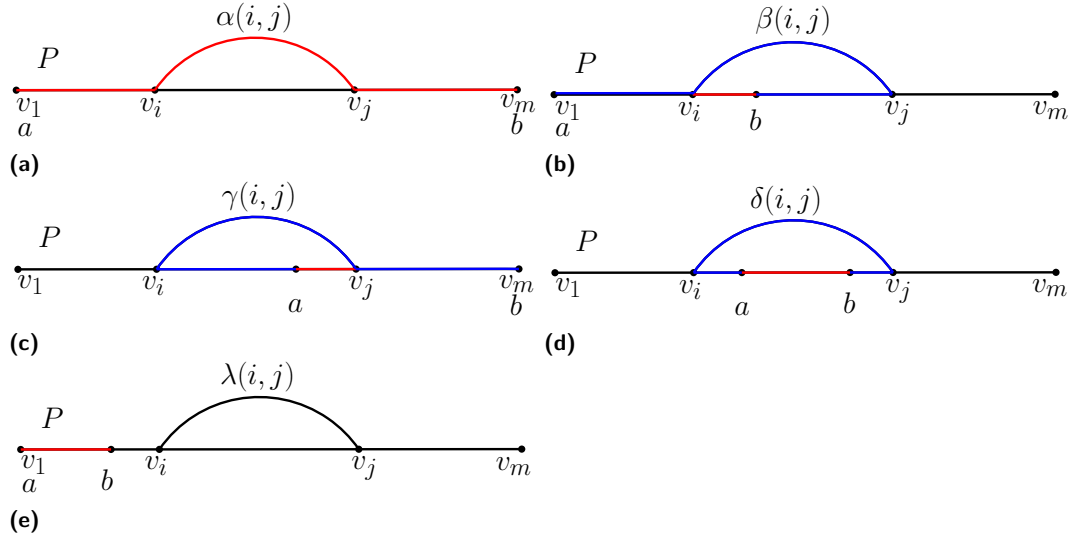 α(i, j)
P
v₁ vᵢ vⱼ vₘ
a b
(a)
β(i, j)
P
v₁ vᵢ b vⱼ vₘ
a
(b)
γ(i, j)
P
v₁ vᵢ vⱼ vₘ
a b
(c)
δ(i, j)
P
v₁ vᵢ vⱼ vₘ
a b
(d)
λ(i, j)
P
v₁ vᵢ vⱼ vₘ
a b
(e)